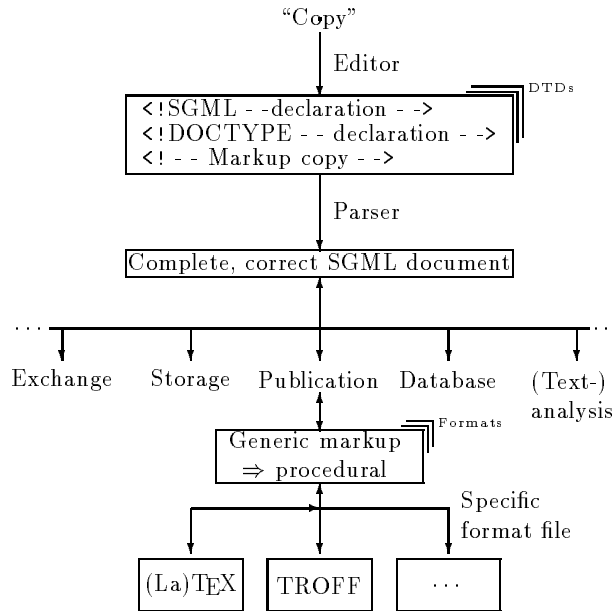 “Copy”
Editor
DTDs
<!SGML - -declaration - ->
<!DOCTYPE - - declaration - ->
<! - - Markup copy - ->
Parser
Complete, correct SGML document
· · · · · ·
Exchange Storage Publication Database (Text-)
analysis
Formats
Generic markup
⇒ procedural
Specific
format file
(La)TEX TROFF · · ·